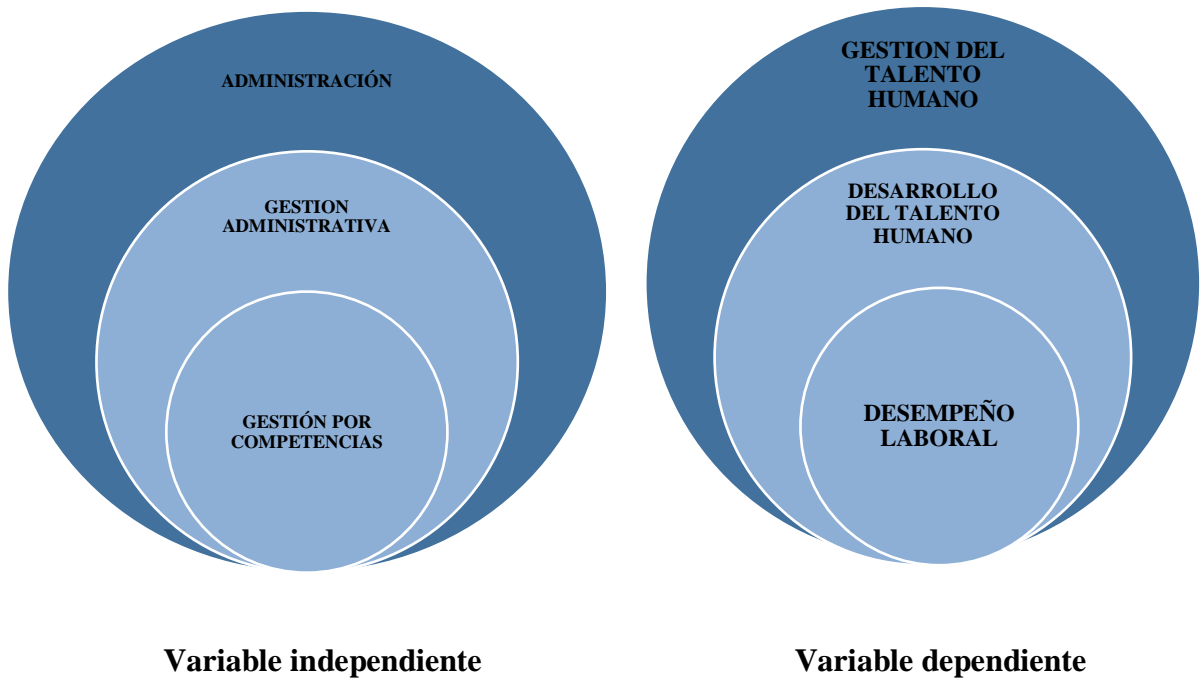 ADMINISTRACIÓN
GESTION
ADMINISTRATIVA
GESTIÓN POR
COMPETENCIAS
GESTION DEL
TALENTO
HUMANO
DESARROLLO
DEL TALENTO
HUMANO
DESEMPEÑO
LABORAL
Variable independiente
Variable dependiente